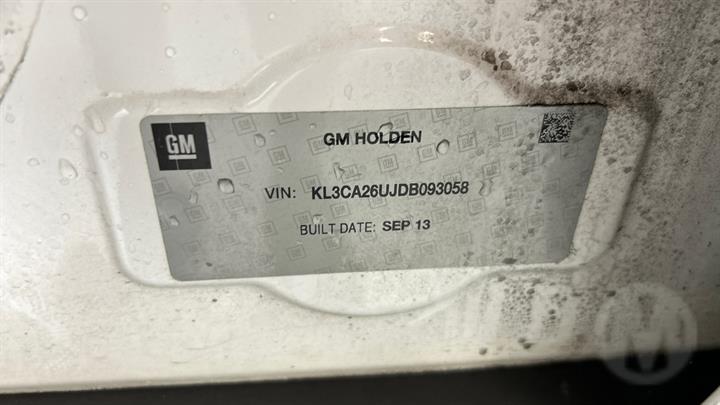 GM
GM HOLDEN
VIN: KL3CA26UJDB093058
BUILT DATE: SEP 13
M